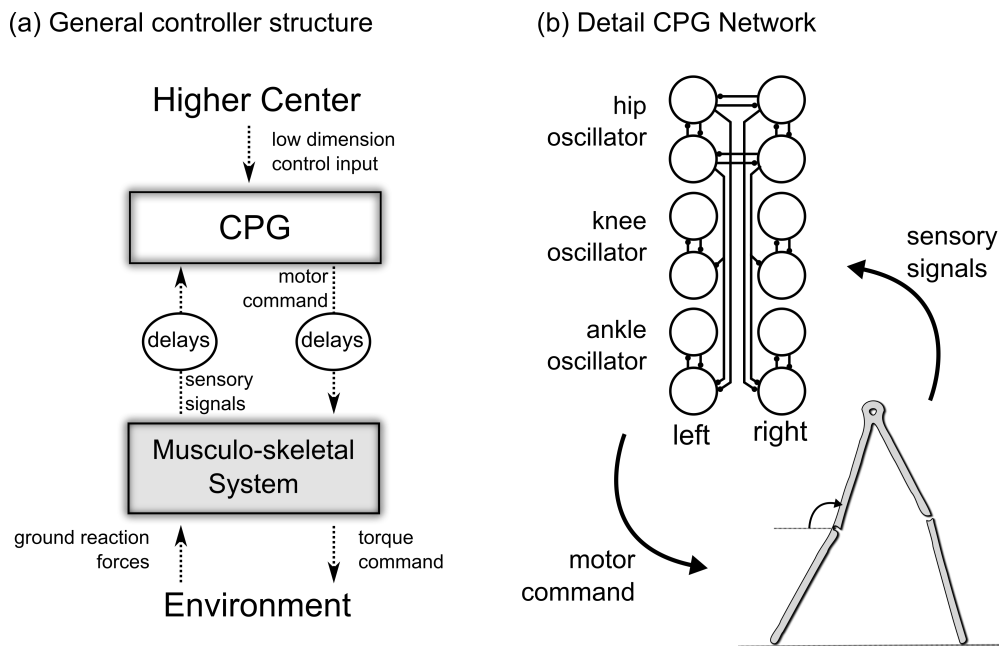 (a) General controller structure
Higher Center
low dimension
control input
CPG
motor
command
delays
delays
sensory
signals
Musculo-skeletal
System
ground reaction
forces
torque
command
Environment
(b) Detail CPG Network
hip
oscillator
knee
oscillator
ankle
oscillator
left
right
sensory
signals
motor
command